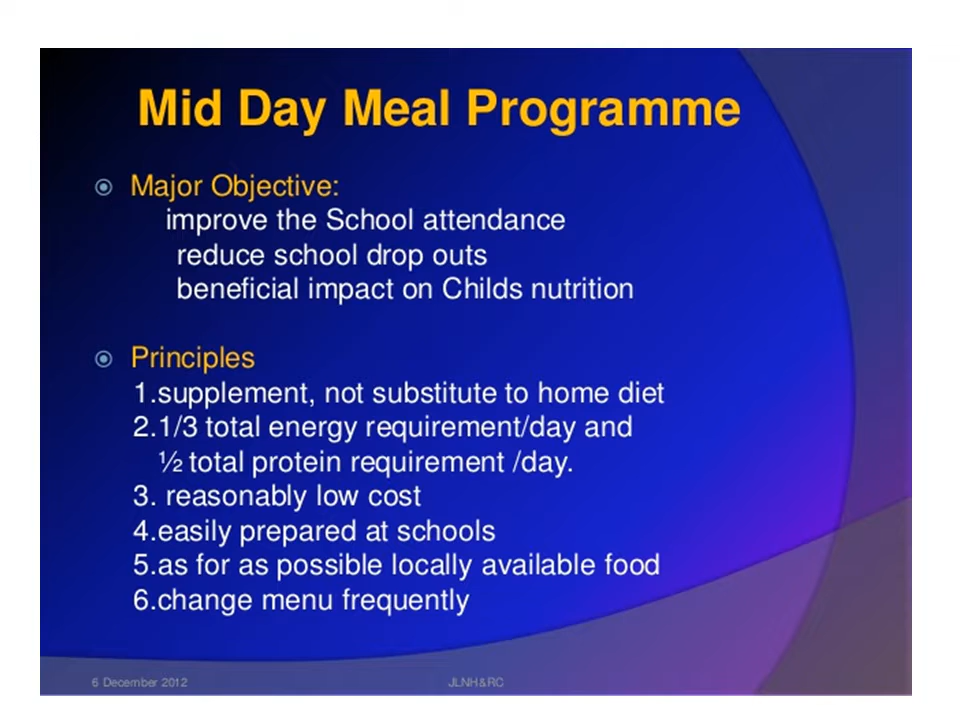 Mid Day Meal Programme
Major Objective:
improve the School attendance
reduce school drop outs
beneficial impact on Childs nutrition
Principles
1.supplement, not substitute to home diet
2.1/3 total energy requirement/day and
½ total protein requirement /day.
3. reasonably low cost
4.easily prepared at schools
5.as for as possible locally available food
6.change menu frequently
6 December 2012 JLNH&RC